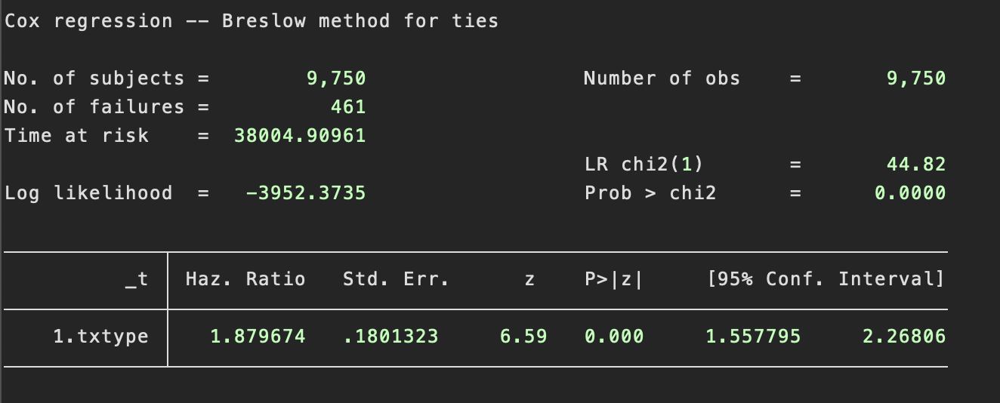 Cox regression -- Breslow method for ties
No. of subjects = 9,750 Number of obs = 9,750
No. of failures = 461
Time at risk = 38004.90961
LR chi2(1) = 44.82
Log likelihood = -3952.3735 Prob > chi2 = 0.0000
_t Haz. Ratio Std. Err. z P>|z| [95% Conf. Interval]
1.txtype 1.879674 .1801323 6.59 0.000 1.557795 2.26806